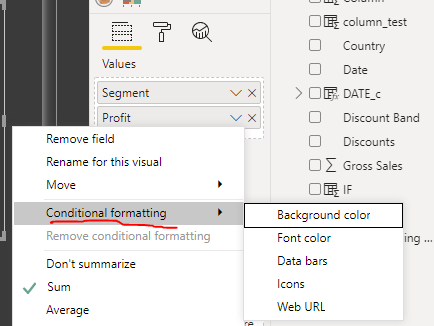 Column
column_test
Country
Date
DATE_c
Discount Band
Discounts
Gross Sales
IF
Values
Segment
Profit
Remove field
Rename for this visual
Move
Conditional formatting
Remove conditional formatting
Don't summarize
Sum
Average
Background color
Font color
Data bars
Icons
Web URL
ing ...